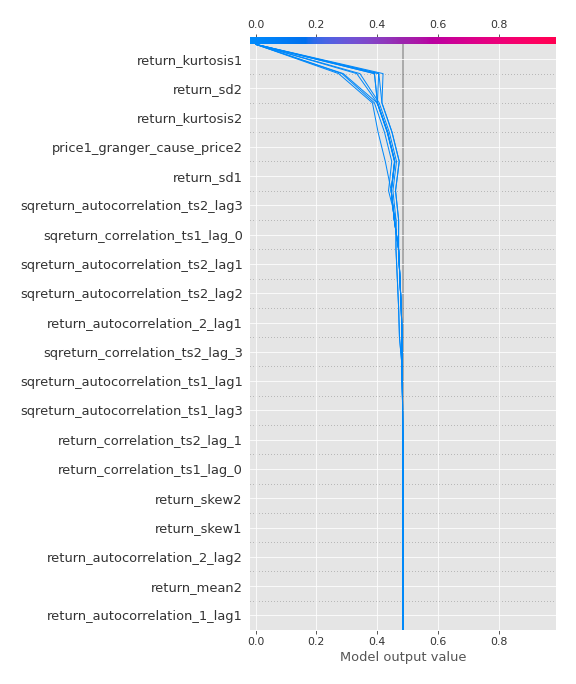 0.0 0.2 0.4 0.6 0.8
return_kurtosis1
return_sd2
return_kurtosis2
price1_granger_cause_price2
return_sd1
sqreturn_autocorrelation_ts2_lag3
sqreturn_correlation_ts1_lag_0
sqreturn_autocorrelation_ts2_lag1
sqreturn_autocorrelation_ts2_lag2
return_autocorrelation_2_lag1
sqreturn_correlation_ts2_lag_3
sqreturn_autocorrelation_ts1_lag1
sqreturn_autocorrelation_ts1_lag3
return_correlation_ts2_lag_1
return_correlation_ts1_lag_0
return_skew2
return_skew1
return_autocorrelation_2_lag2
return_mean2
return_autocorrelation_1_lag1
0.0 0.2 0.4 0.6 0.8
Model output value